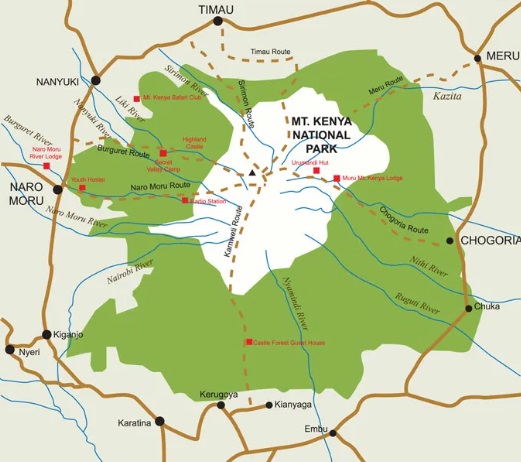 TIMAU
Timau Route
MERU
Sirimon River
Sirimon Route
Meru Route
NANYUKI
Mt. Kenya Safari Club
Kazita
Liki River
Nanyuki River
MT. KENYA
NATIONAL
PARK
Burguret River
Highland
Castle
Naro Moru
River Lodge
Burguret Route
Valley Camp
Urumandi Hut
Muru Mt. Kenya Lodge
Youth Hostel
Naro Moru Route
NARO
MORU
Radio Station
Naro Moru River
Kamweti Route
Chogoria Route
CHOGORIA
Nithi River
Nairobi River
Nyamindi River
Ruguti River
Chuka
Kiganjo
Castle Forest Guest House
Nyeri
Kerugoya
Kianyaga
Karatina
Embu